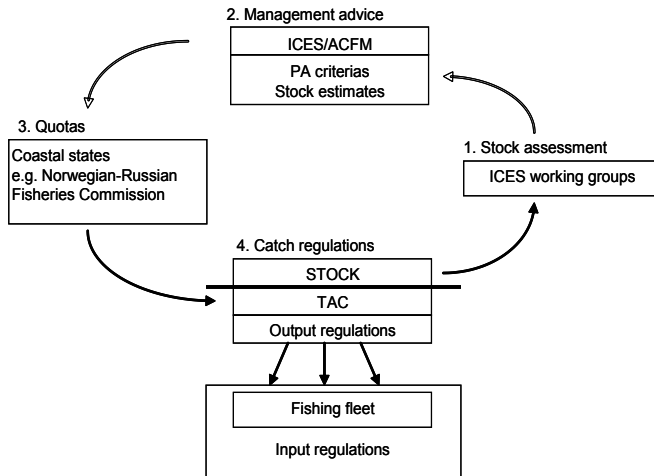 2. Management advice
ICES/ACFM
PA criterias
Stock estimates
3. Quotas
Coastal states
e.g. Norwegian-Russian
Fisheries Commission
1. Stock assessment
ICES working groups
4. Catch regulations
STOCK
TAC
Output regulations
Fishing fleet
Input regulations